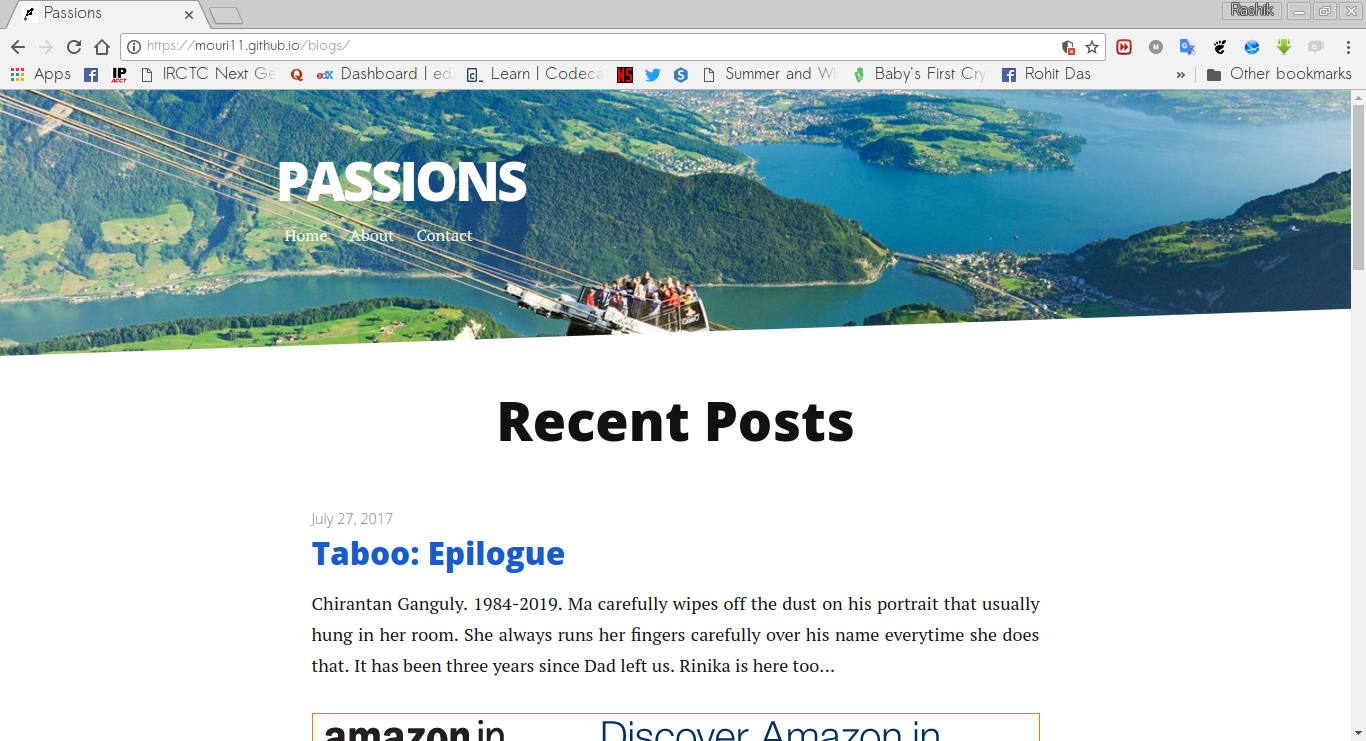 Passions
Rashik
https://mouri11.github.io/blogs/
Apps
IP
ACCT
IRCTC Next Ge
Q
edX
Dashboard | ed
Learn | Codeca
NS
Summer and Wi
Baby's First Cry
Rohit Das
»
Other bookmarks
PASSIONS
Home About Contact
Recent Posts
July 27, 2017
Taboo: Epilogue
Chirantan Ganguly. 1984-2019. Ma carefully wipes off the dust on his portrait that usually
hung in her room. She always runs her fingers carefully over his name everytime she does
that. It has been three years since Dad left us. Rinika is here too...
amazon.in
Discover Amazon.in